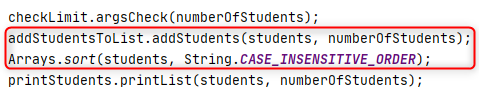 checkLimit.argsCheck(numberOfStudents);
addStudentsToList.addStudents(students, numberOfStudents);
Arrays.sort(students, String.CASE_INSENSITIVE_ORDER);
printStudents.printList(students, numberOfStudents);